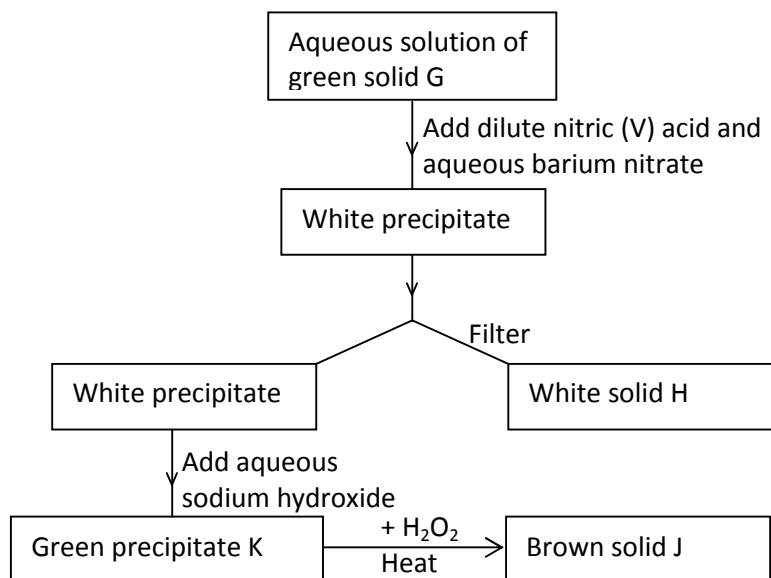 Aqueous solution of
green solid G
Add dilute nitric (V) acid and
aqueous barium nitrate
White precipitate
Filter
White precipitate
White solid H
Add aqueous
sodium hydroxide
Green precipitate K
+ H₂O₂
Heat
Brown solid J